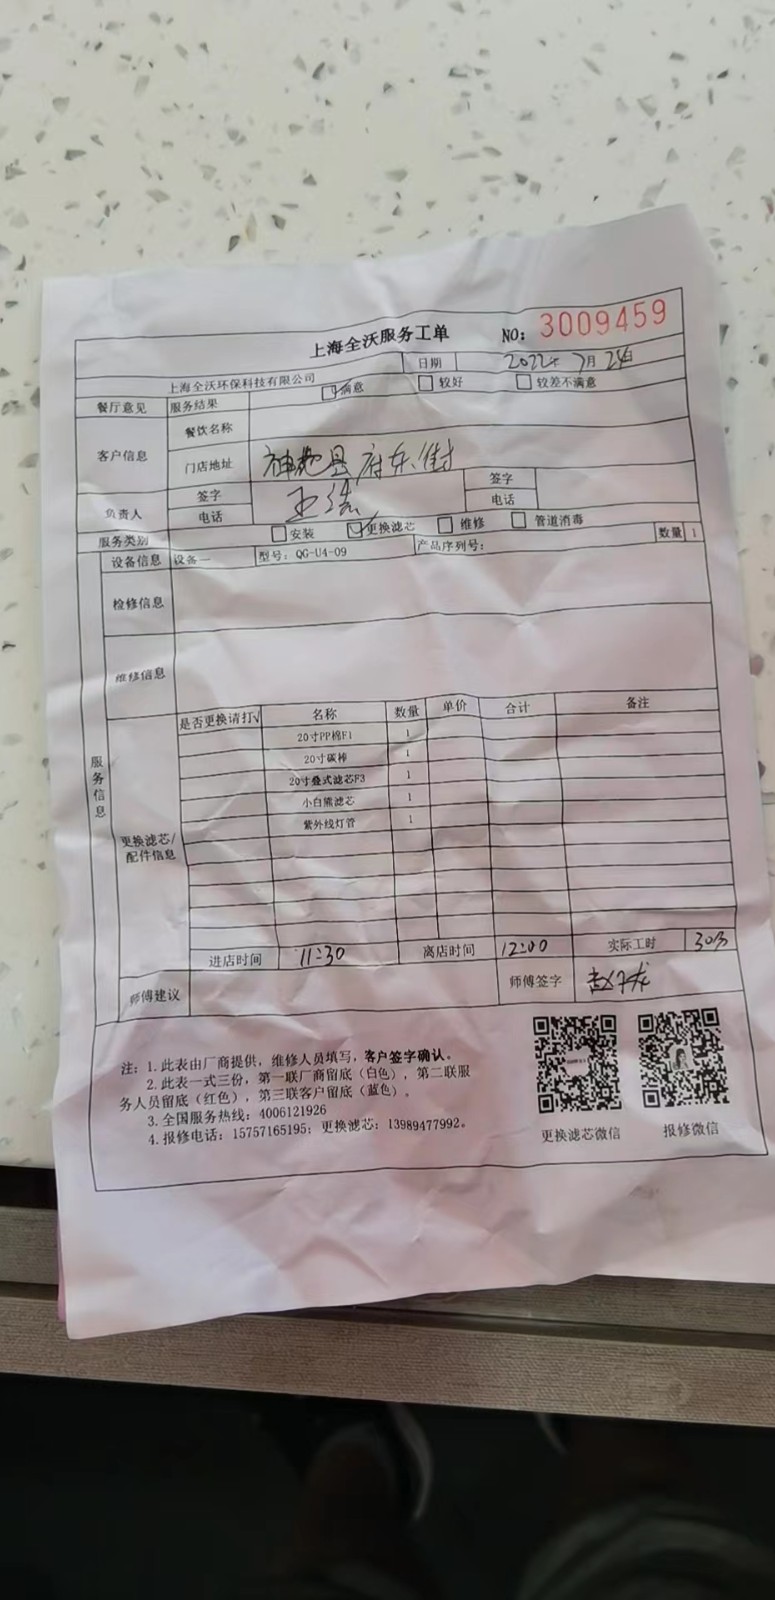 上海全沃服务工单 NO: 3009459
上海全沃环保科技有限公司 日期 2022年7月24日
餐厅意见 服务结果 满意 较好 较差不满意
客户信息 餐饮名称
门店地址 神木县府东街
负责人 签字 签字
电话 电话
服务类别 安装 更换滤芯 维修 管道消毒
服务信息
设备信息 设备一 型号: QG-U4-09 产品序列号: 数量 1
检修信息
维修信息
更换滤芯/配件信息
是否更换请打√ 名称 数量 单价 合计 备注
20寸PP棉F1 1
20寸碳棒 1
20寸叠式滤芯F3 1
小白熊滤芯 1
紫外线灯管 1
进店时间 11:30 离店时间 12:00 实际工时 30分
师傅建议 师傅签字 赵子龙
注: 1.此表由厂商提供, 维修人员填写, 客户签字确认。
2.此表一式三份, 第一联厂商留底(白色), 第二联服
务人员留底(红色), 第三联客户留底(蓝色)。
3.全国服务热线: 4006121926
4.报修电话: 15757165195; 更换滤芯: 13989477992。
更换滤芯微信 报修微信